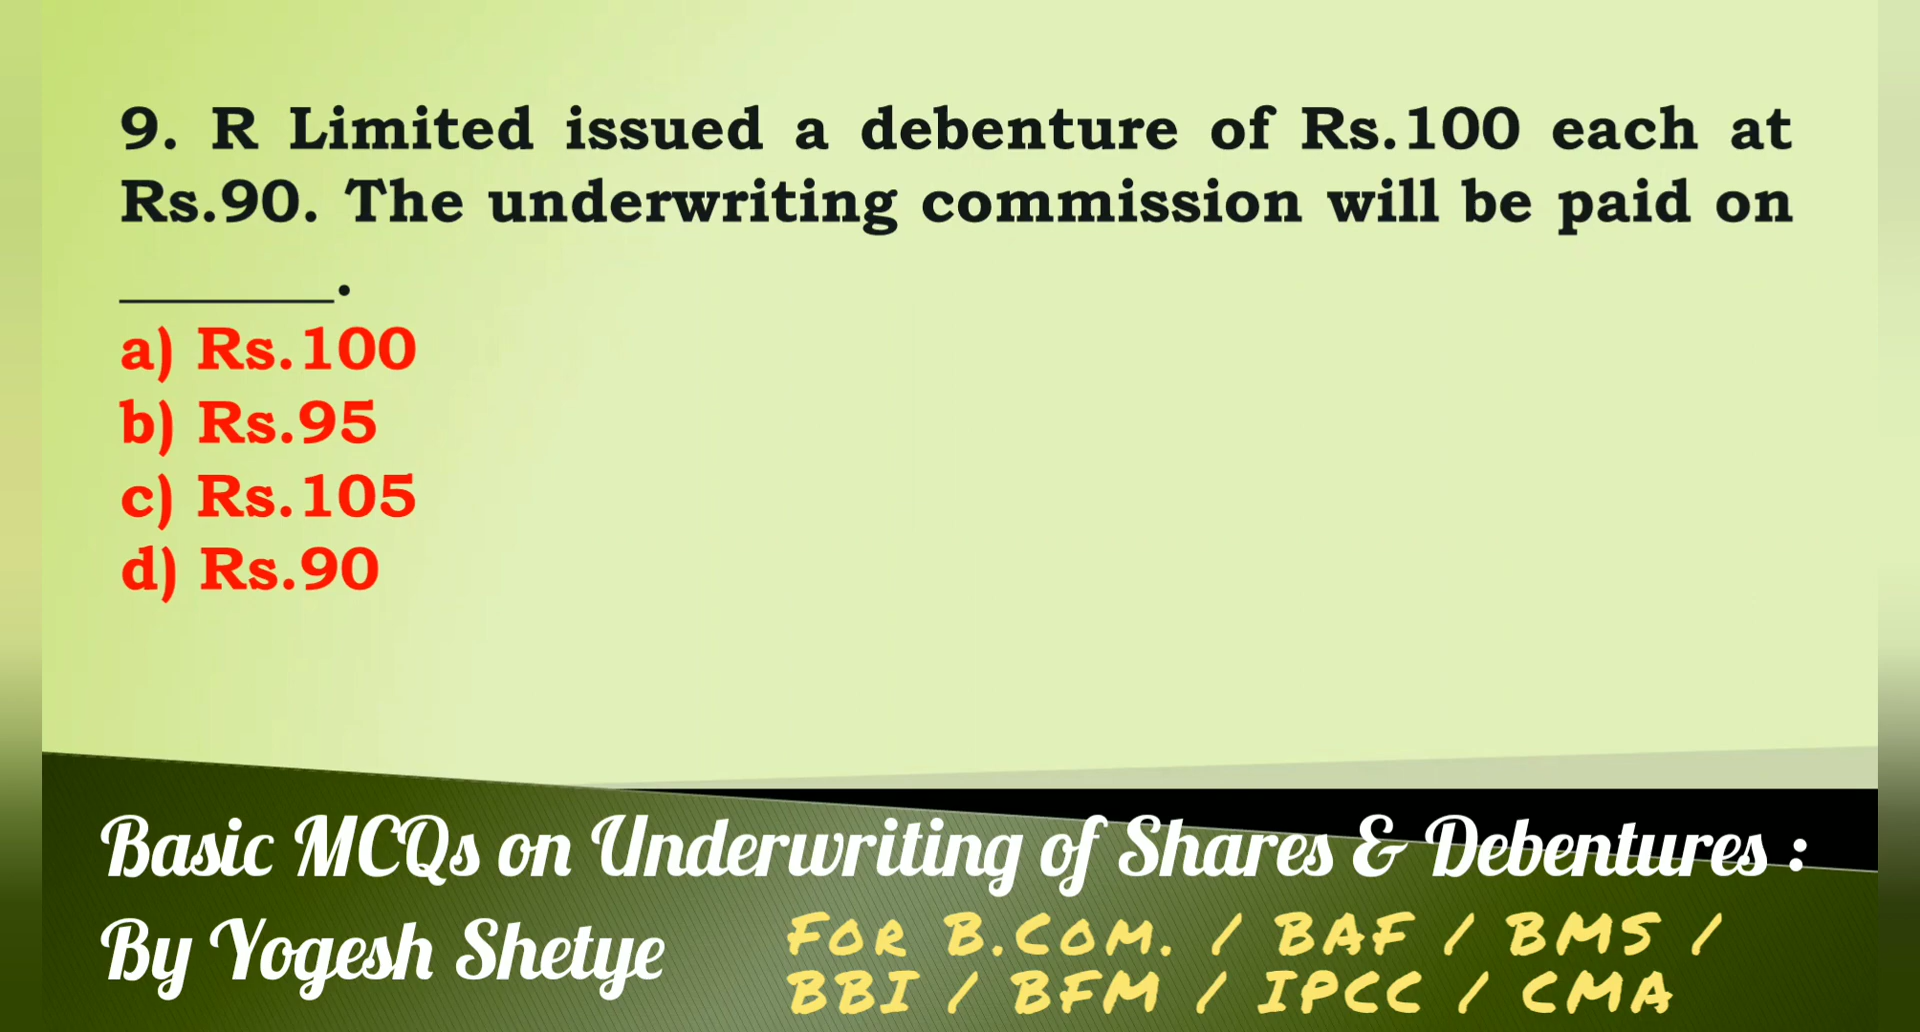 9. R Limited issued a debenture of Rs.100 each at
Rs.90. The underwriting commission will be paid on
________.
a) Rs.100
b) Rs.95
c) Rs.105
d) Rs.90
Basic MCQs on Underwriting of Shares & Debentures :
By Yogesh Shetye
FOR B.COM. / BAF / BMS /
BBI / BFM / IPCC / CMA